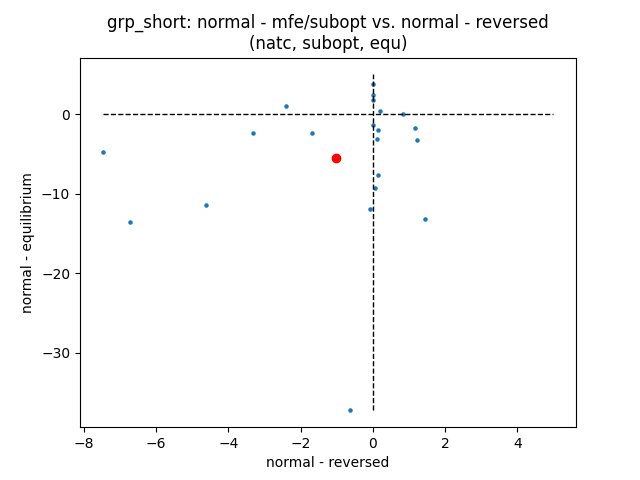 grp_short: normal - mfe/subopt vs. normal - reversed
(natc, subopt, equ)
normal - equilibrium
0
−10
−20
−30
−8
−6
−4
−2
0
2
4
normal - reversed